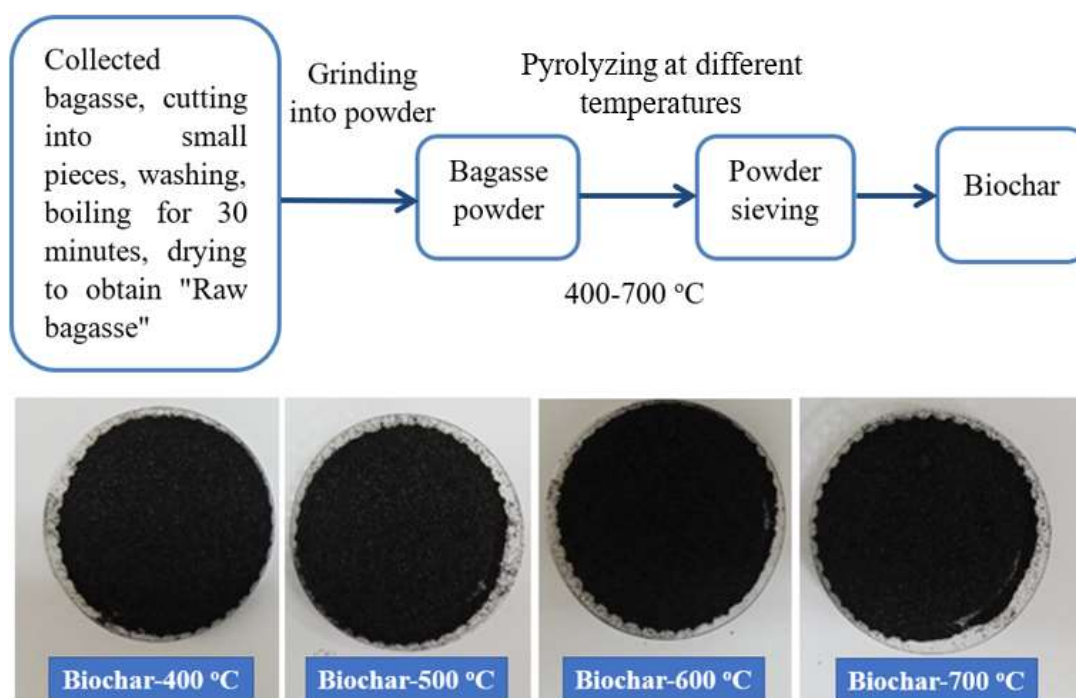 Collected
bagasse, cutting
into small
pieces, washing,
boiling for 30
minutes, drying
to obtain "Raw
bagasse"
Grinding
into powder
Bagasse
powder
Pyrolyzing at different
temperatures
400-700 °C
Powder
sieving
Biochar
Biochar-400 °C
Biochar-500 °C
Biochar-600 °C
Biochar-700 °C